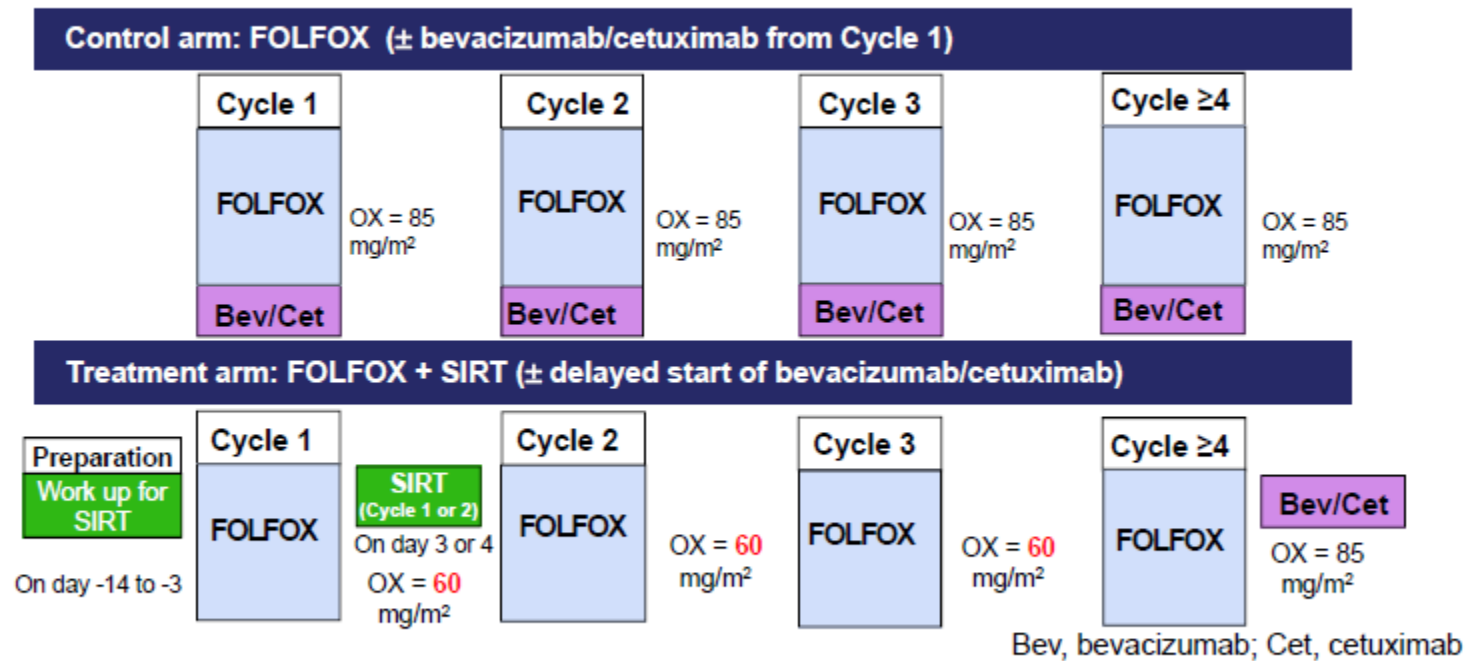 Control arm: FOLFOX (± bevacizumab/cetuximab from Cycle 1)
Cycle 1
FOLFOX
OX = 85
mg/m²
Bev/Cet
Cycle 2
FOLFOX
OX = 85
mg/m²
Bev/Cet
Cycle 3
FOLFOX
OX = 85
mg/m²
Bev/Cet
Cycle ≥4
FOLFOX
OX = 85
mg/m²
Bev/Cet
Treatment arm: FOLFOX + SIRT (± delayed start of bevacizumab/cetuximab)
Preparation
Work up for
SIRT
On day -14 to -3
Cycle 1
FOLFOX
SIRT
(Cycle 1 or 2)
On day 3 or 4
OX = 60
mg/m²
Cycle 2
FOLFOX
OX = 60
mg/m²
Cycle 3
FOLFOX
OX = 60
mg/m²
Cycle ≥4
FOLFOX
Bev/Cet
OX = 85
mg/m²
Bev, bevacizumab; Cet, cetuximab